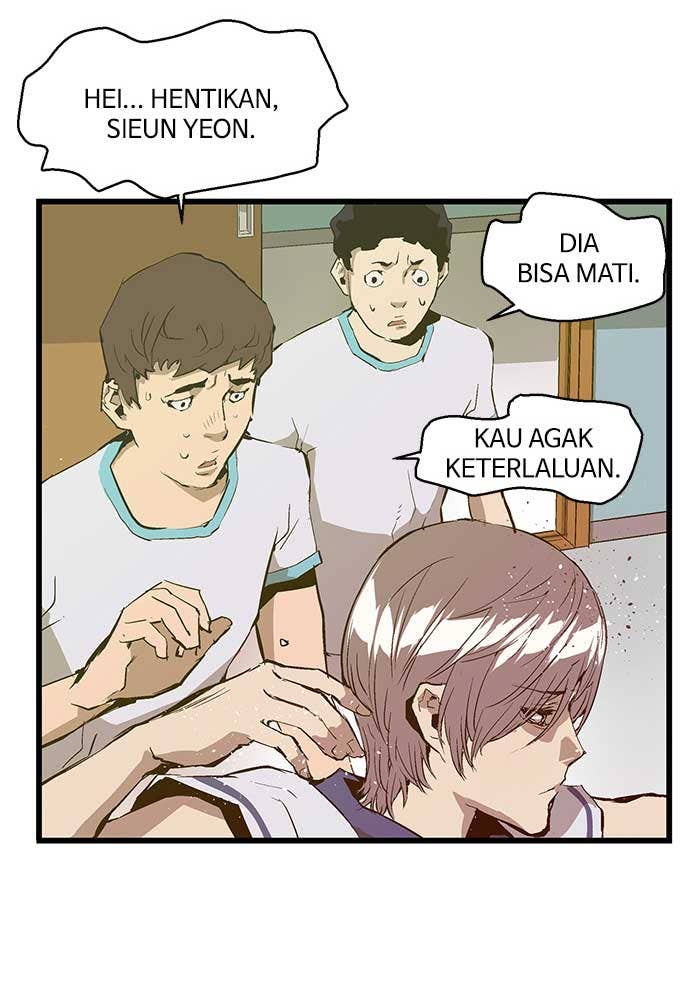 HEI... HENTIKAN,
SIEUN YEON.
DIA
BISA MATI.
KAU AGAK
KETERLALUAN.